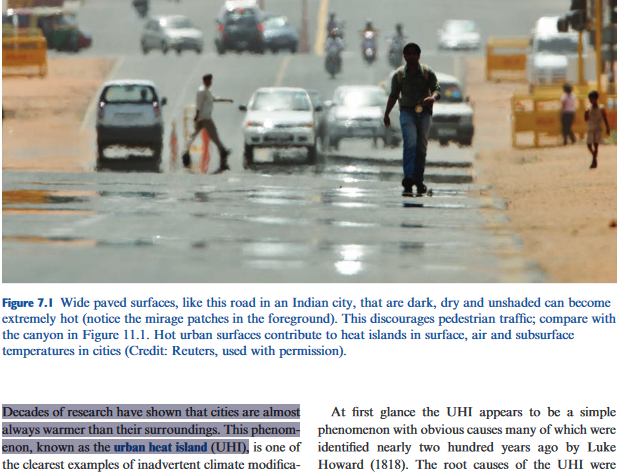 Figure 7.1 Wide paved surfaces, like this road in an Indian city, that are dark, dry and unshaded can become
extremely hot (notice the mirage patches in the foreground). This discourages pedestrian traffic; compare with
the canyon in Figure 11.1. Hot urban surfaces contribute to heat islands in surface, air and subsurface
temperatures in cities (Credit: Reuters, used with permission).
Decades of research have shown that cities are almost
always warmer than their surroundings. This phenom-
enon, known as the urban heat island (UHI), is one of
the clearest examples of inadvertent climate modifica-
At first glance the UHI appears to be a simple
phenomenon with obvious causes many of which were
identified nearly two hundred years ago by Luke
Howard (1818). The root causes of the UHI were